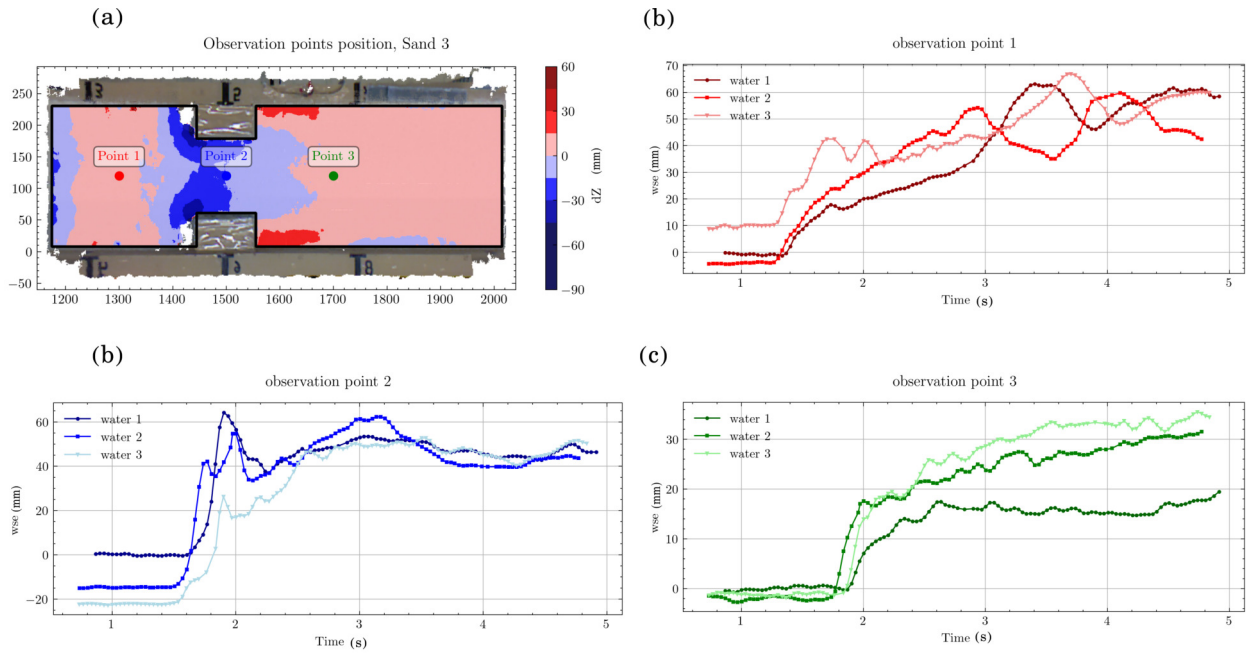 (a)
Observation points position, Sand 3
250
200
150
100
50
0
−50
Point 1
Point 2
Point 3
5
1200 1300 1400 1500 1600 1700 1800 1900 2000
60
30
15
0
−15
−30
−60
−90
dZ (mm)
(b)
observation point 1
water 1
water 2
water 3
wse (mm)
70
60
50
40
30
20
10
0
1 2 3 4 5
Time (s)
(b)
observation point 2
water 1
water 2
water 3
wse (mm)
60
40
20
0
−20
1 2 3 4 5
Time (s)
(c)
observation point 3
water 1
water 2
water 3
wse (mm)
30
20
10
0
1 2 3 4 5
Time (s)